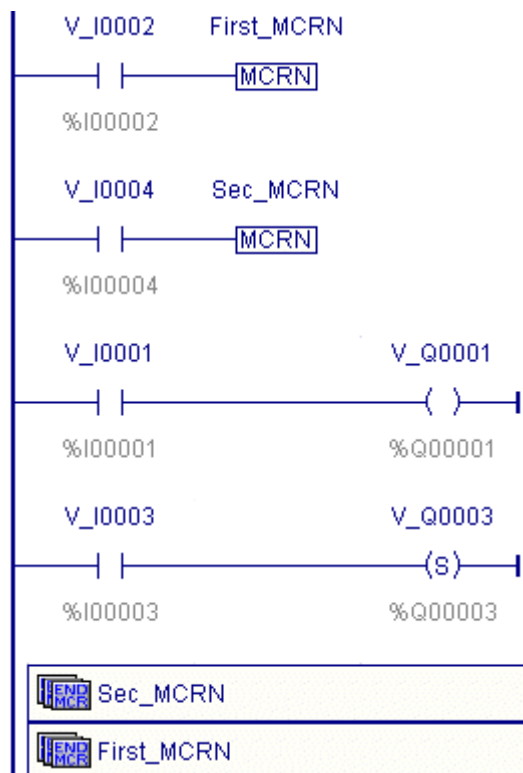 V_I0002 First_MCRN
MCRN
%I00002
V_I0004 Sec_MCRN
MCRN
%I00004
V_I0001 V_Q0001
( )
%I00001 %Q00001
V_I0003 V_Q0003
(S)
%I00003 %Q00003
END MCR Sec_MCRN
END MCR First_MCRN